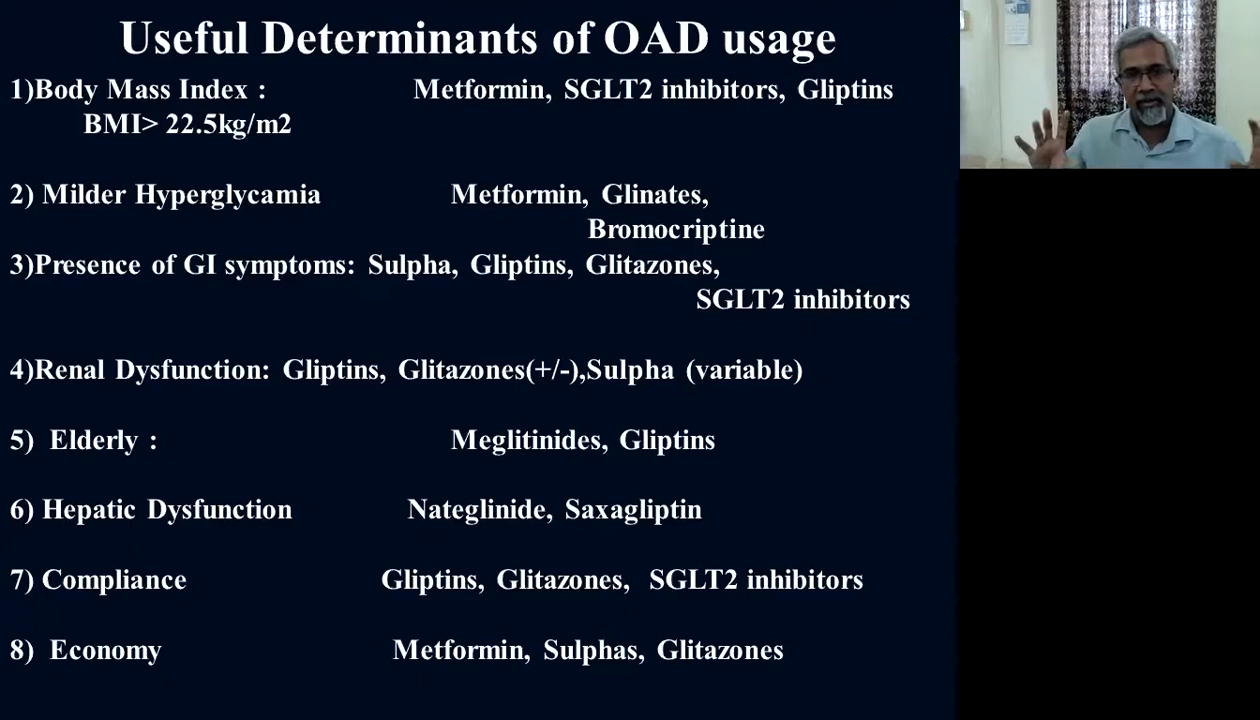 Useful Determinants of OAD usage
1)Body Mass Index : Metformin, SGLT2 inhibitors, Gliptins
BMI> 22.5kg/m2
2) Milder Hyperglycamia Metformin, Glinates,
Bromocriptine
3)Presence of GI symptoms: Sulpha, Gliptins, Glitazones,
SGLT2 inhibitors
4)Renal Dysfunction: Gliptins, Glitazones(+/-),Sulpha (variable)
5) Elderly : Meglitinides, Gliptins
6) Hepatic Dysfunction Nateglinide, Saxagliptin
7) Compliance Gliptins, Glitazones, SGLT2 inhibitors
8) Economy Metformin, Sulphas, Glitazones